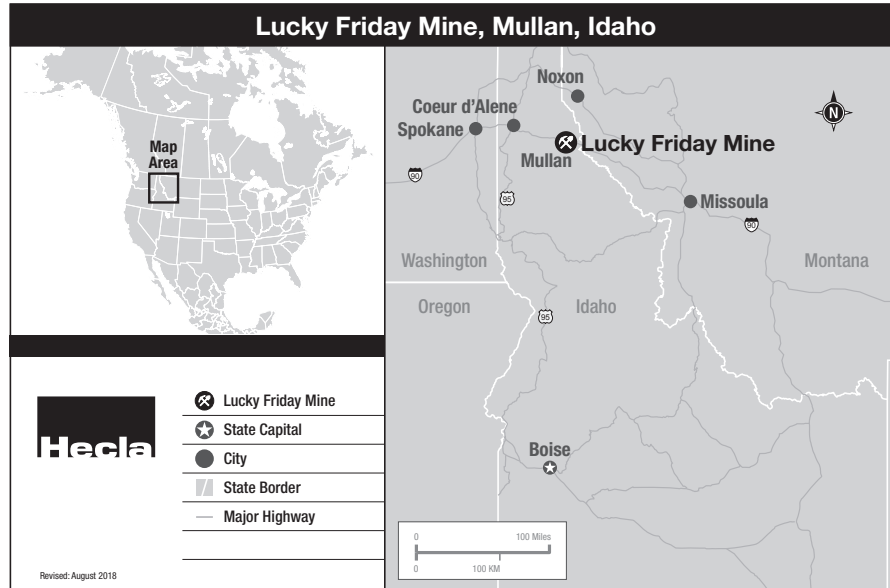 Lucky Friday Mine, Mullan, Idaho
Map
Area
Noxon
Coeur d'Alene
Spokane
Mullan
Lucky Friday Mine
N
90
95
Missoula
90
Washington
Montana
Oregon
Idaho
95
Boise
0 100 Miles
0 100 KM
Hecla
Lucky Friday Mine
State Capital
City
State Border
Major Highway
Revised: August 2018